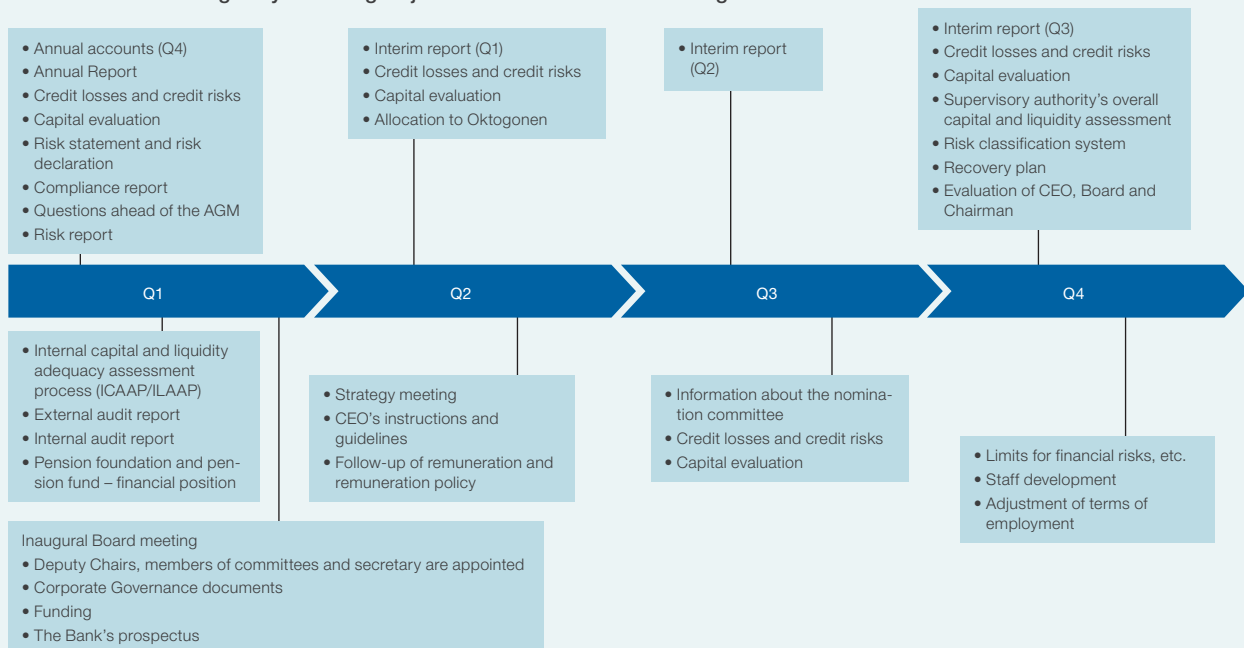 • Annual accounts (Q4)
• Annual Report
• Credit losses and credit risks
• Capital evaluation
• Risk statement and risk
declaration
• Compliance report
• Questions ahead of the AGM
• Risk report
• Interim report (Q1)
• Credit losses and credit risks
• Capital evaluation
• Allocation to Oktogonen
• Interim report
(Q2)
• Interim report (Q3)
• Credit losses and credit risks
• Capital evaluation
• Supervisory authority's overall
capital and liquidity assessment
• Risk classification system
• Recovery plan
• Evaluation of CEO, Board and
Chairman
Q1
Q2
Q3
Q4
• Internal capital and liquidity
adequacy assessment
process (ICAAP/ILAAP)
• External audit report
• Internal audit report
• Pension foundation and pen-
sion fund – financial position
• Strategy meeting
• CEO's instructions and
guidelines
• Follow-up of remuneration and
remuneration policy
• Information about the nomina-
tion committee
• Credit losses and credit risks
• Capital evaluation
• Limits for financial risks, etc.
• Staff development
• Adjustment of terms of
employment
Inaugural Board meeting
• Deputy Chairs, members of committees and secretary are appointed
• Corporate Governance documents
• Funding
• The Bank's prospectus